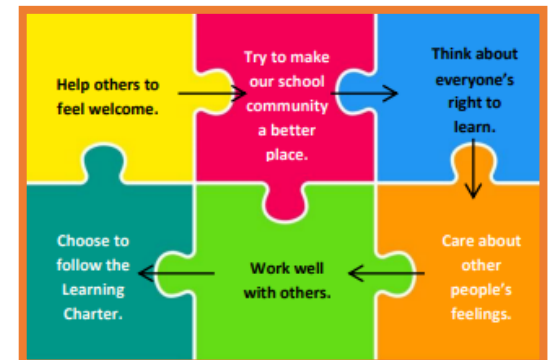 Help others to
feel welcome.
Try to make
our school
community
a better
place.
Think about
everyone's
right to
learn.
Care about
other
people's
feelings.
Work well
with others.
Choose to
follow the
Learning
Charter.